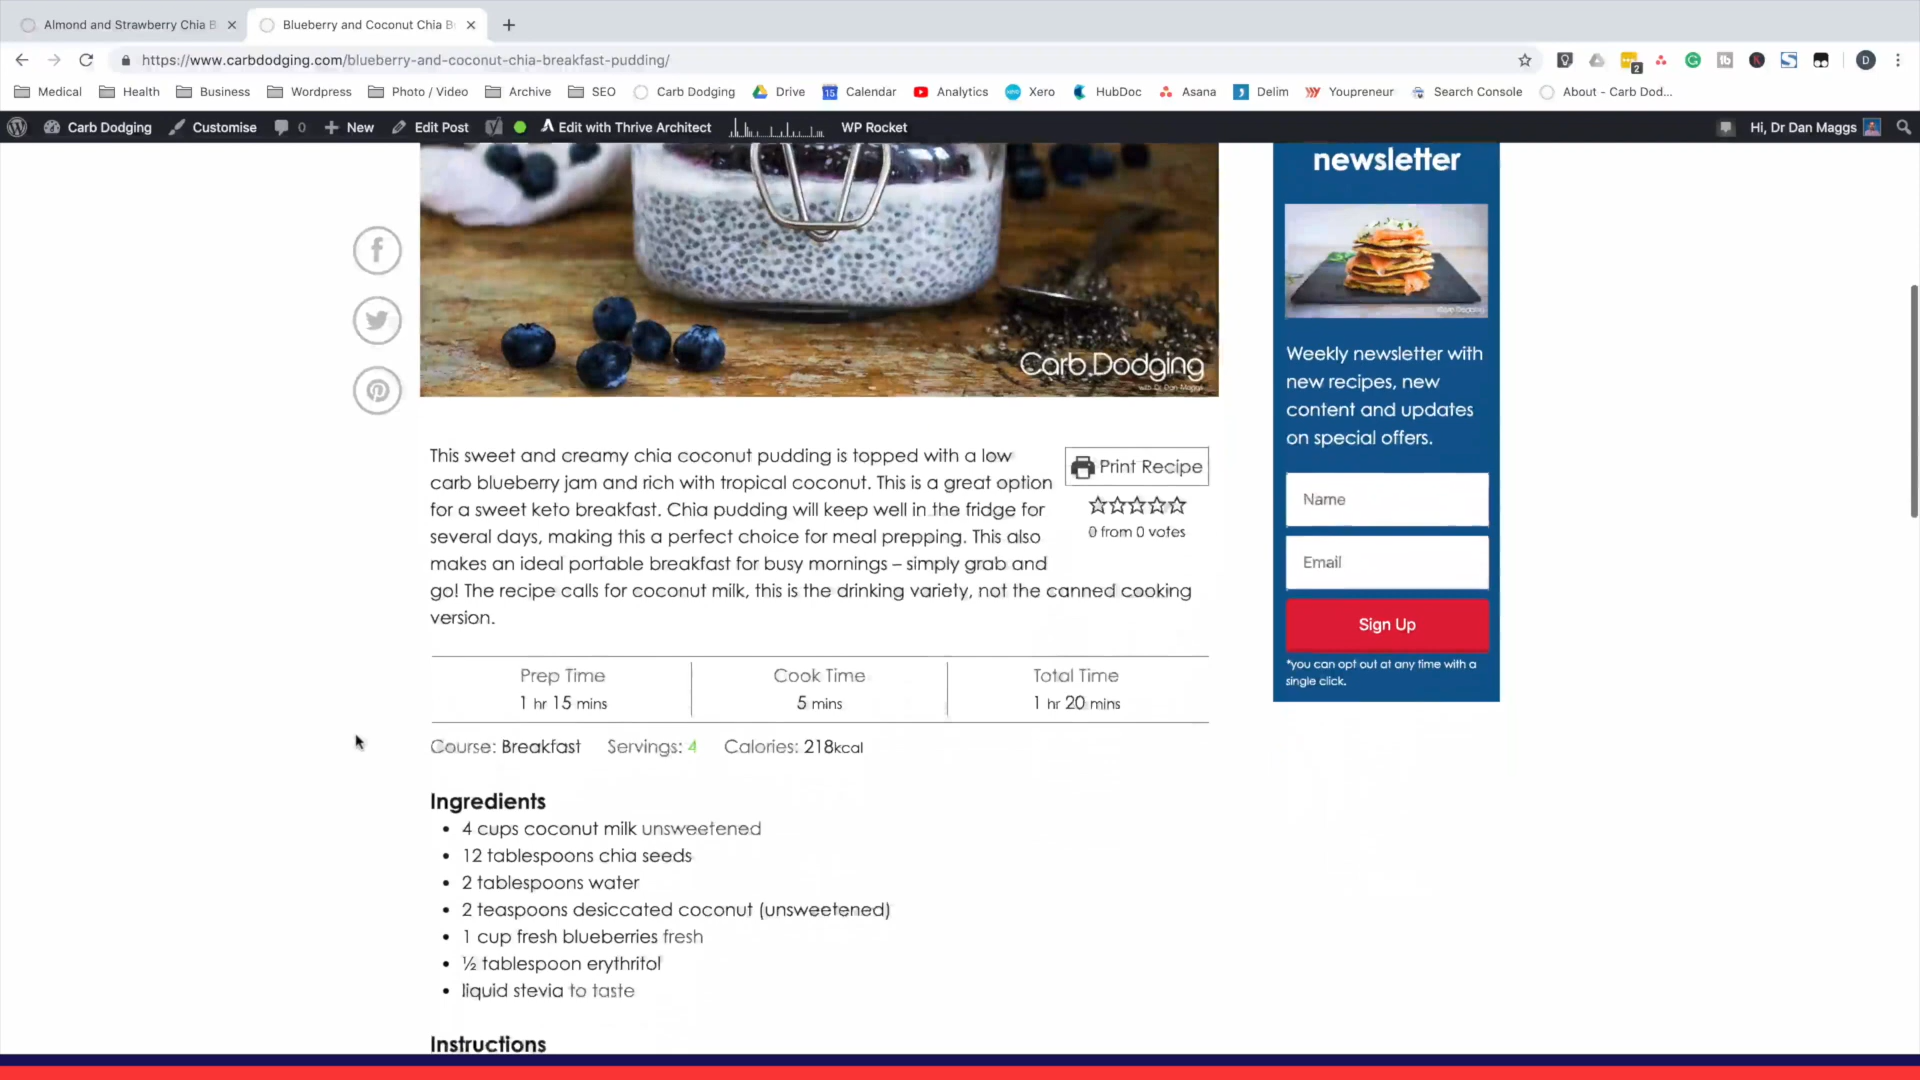 Almond and Strawberry Chia B
Blueberry and Coconut Chia B
https://www.carbdodging.com/blueberry-and-coconut-chia-breakfast-pudding/
2
D
Medical Health Business Wordpress Photo / Video Archive SEO Carb Dodging Drive 15 Calendar Analytics Xero HubDoc Asana Delim Youpreneur Search Console About - Carb Dod...
Carb Dodging Customise 0 New Edit Post Edit with Thrive Architect WP Rocket Hi, Dr Dan Maggs
Carb Dodging
with Dr Dan Maggs
This sweet and creamy chia coconut pudding is topped with a low
carb blueberry jam and rich with tropical coconut. This is a great option
for a sweet keto breakfast. Chia pudding will keep well in the fridge for
several days, making this a perfect choice for meal prepping. This also
makes an ideal portable breakfast for busy mornings – simply grab and
go! The recipe calls for coconut milk, this is the drinking variety, not the canned cooking
version.
Print Recipe
0 from 0 votes
Prep Time Cook Time Total Time
1 hr 15 mins 5 mins 1 hr 20 mins
Course: Breakfast Servings: 4 Calories: 218kcal
Ingredients
• 4 cups coconut milk unsweetened
• 12 tablespoons chia seeds
• 2 tablespoons water
• 2 teaspoons desiccated coconut (unsweetened)
• 1 cup fresh blueberries fresh
• ½ tablespoon erythritol
• liquid stevia to taste
Instructions
newsletter
Weekly newsletter with
new recipes, new
content and updates
on special offers.
Name
Email
Sign Up
*you can opt out at any time with a
single click.